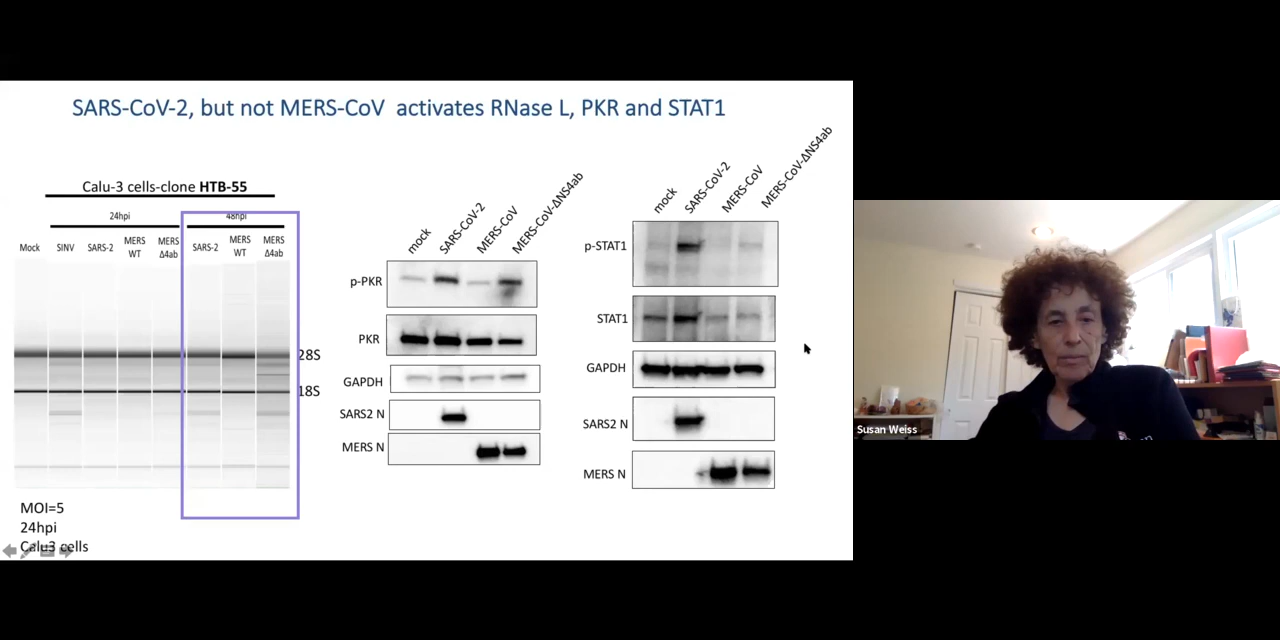 SARS-CoV-2, but not MERS-CoV activates RNase L, PKR and STAT1
Calu-3 cells-clone HTB-55
24hpi
48hpi
Mock
SINV
SARS-2
MERS
WT
MERS
Δ4ab
SARS-2
MERS
WT
MERS
Δ4ab
28S
18S
MOI=5
24hpi
Calu3 cells
mock
SARS-CoV-2
MERS-CoV
MERS-CoV-ΔNS4ab
p-PKR
PKR
GAPDH
SARS2 N
MERS N
mock
SARS-CoV-2
MERS-CoV
MERS-CoV-ΔNS4ab
p-STAT1
STAT1
GAPDH
SARS2 N
MERS N
Susan Weiss